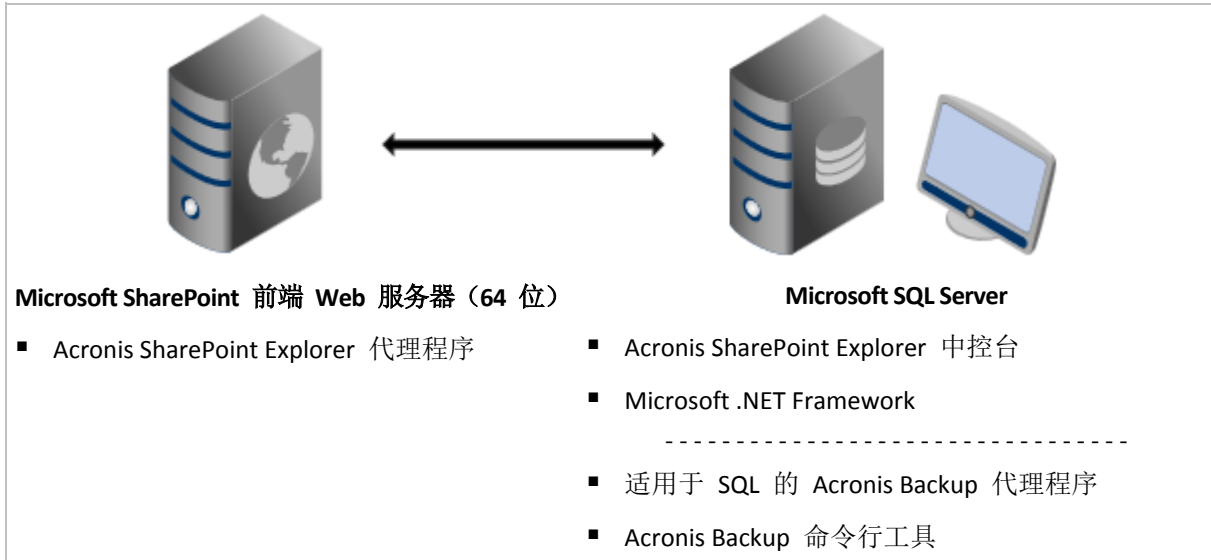 Microsoft SharePoint 前端 Web 服务器（64 位）
■ Acronis SharePoint Explorer 代理程序
Microsoft SQL Server
■ Acronis SharePoint Explorer 中控台
■ Microsoft .NET Framework
- - - - - - - - - - - - - - - - - - - - - - - - - - - - - - - - -
■ 适用于 SQL 的 Acronis Backup 代理程序
■ Acronis Backup 命令行工具